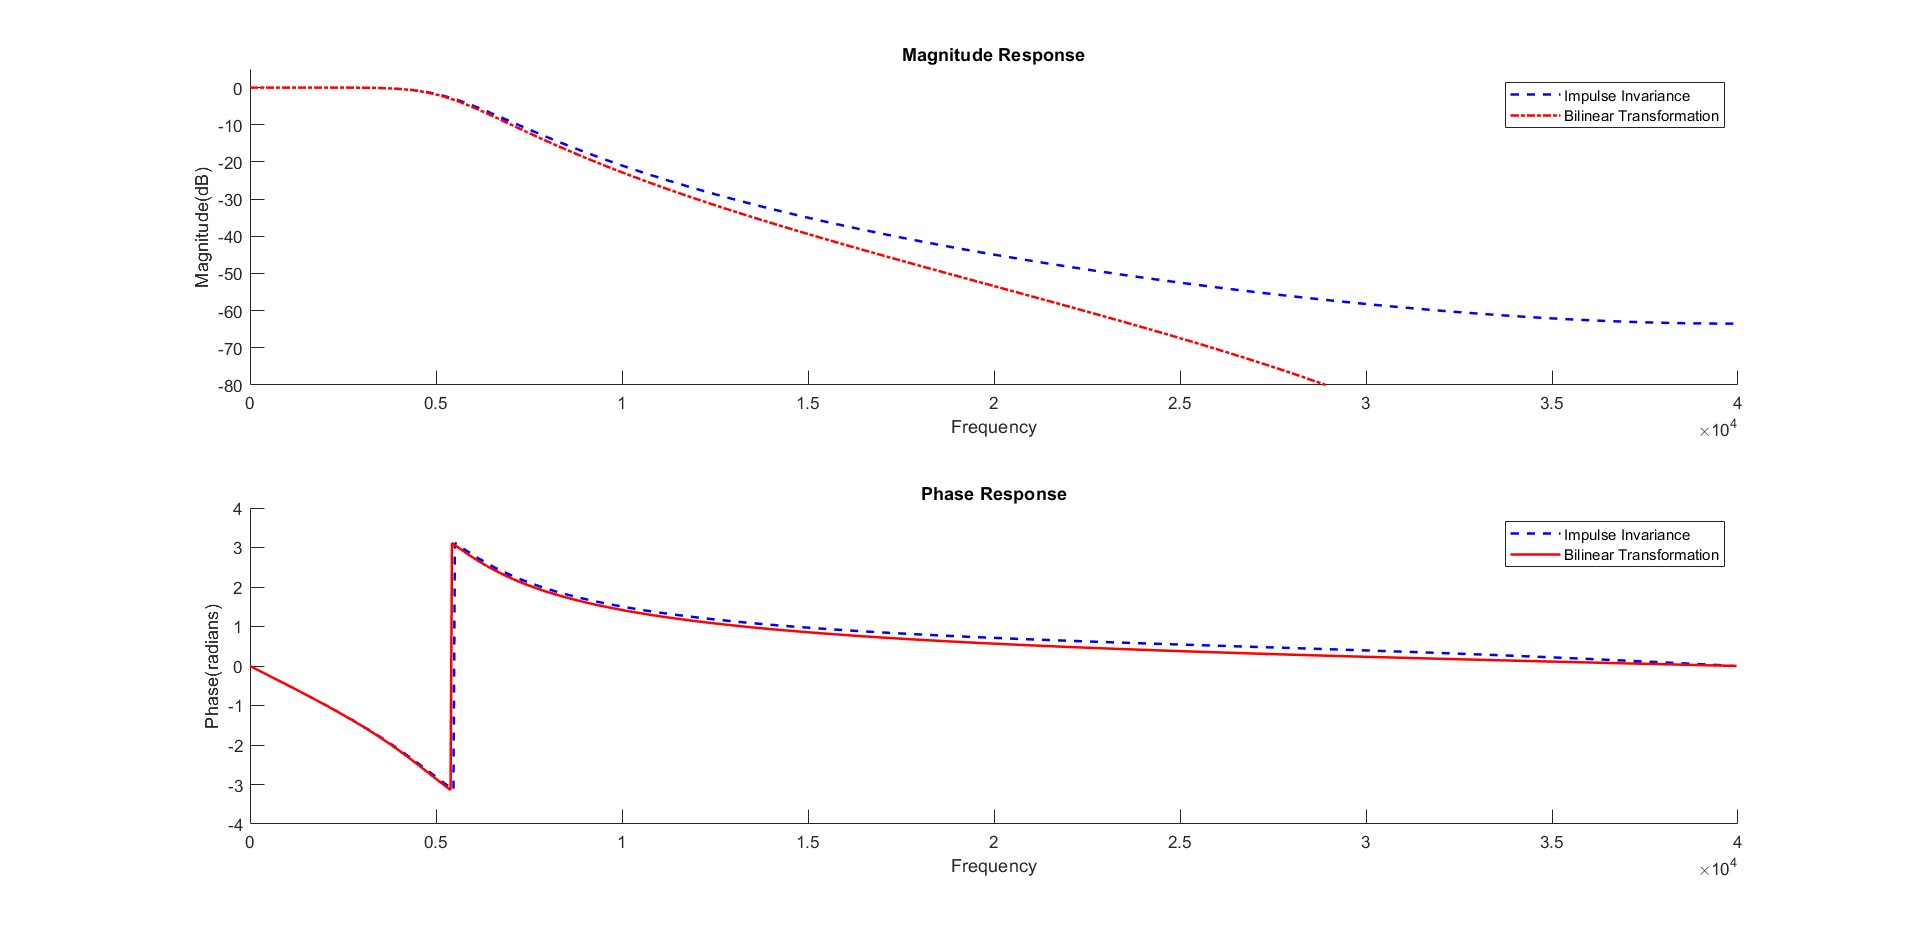 Magnitude Response
Impulse Invariance
Bilinear Transformation
0
-10
-20
-30
-40
-50
-60
-70
-80
Magnitude(dB)
0 0.5 1 1.5 2 2.5 3 3.5 4
Frequency
×10^4
Phase Response
Impulse Invariance
Bilinear Transformation
4
3
2
1
0
-1
-2
-3
-4
Phase(radians)
0 0.5 1 1.5 2 2.5 3 3.5 4
Frequency
×10^4